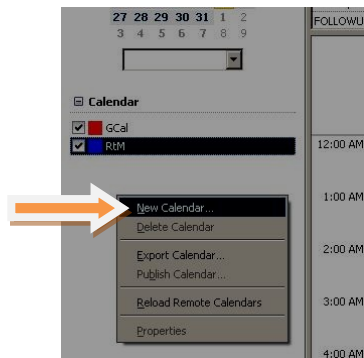 27 28 29 30 31 1 2
FOLLOWU
3 4 5 6 7 8 9
Calendar
GCal
RtM
12:00 AM
1:00 AM
New Calendar...
Delete Calendar
2:00 AM
Export Calendar...
Publish Calendar...
Reload Remote Calendars
3:00 AM
Properties
4:00 AM